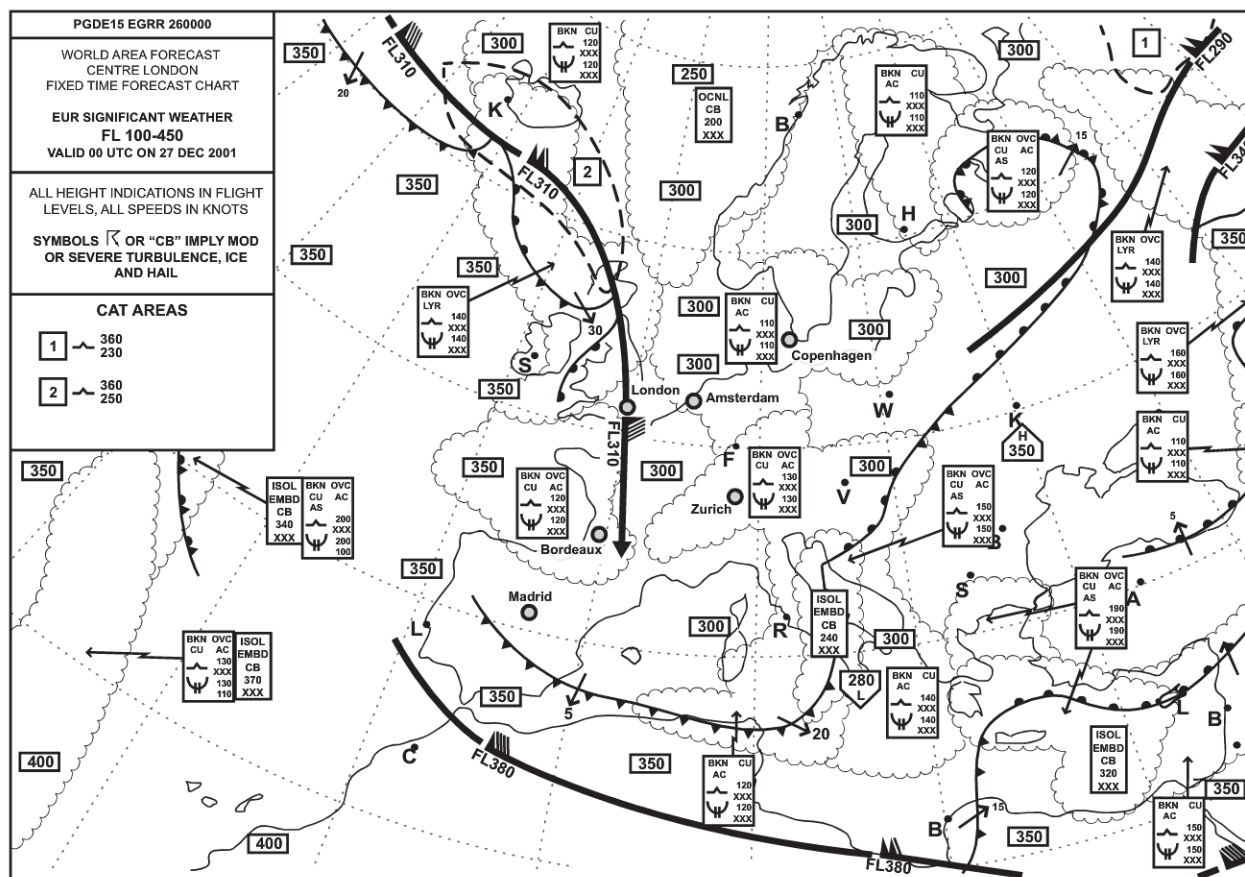 PGDE15 EGRR 260000
WORLD AREA FORECAST
CENTRE LONDON
FIXED TIME FORECAST CHART
EUR SIGNIFICANT WEATHER
FL 100-450
VALID 00 UTC ON 27 DEC 2001
ALL HEIGHT INDICATIONS IN FLIGHT
LEVELS, ALL SPEEDS IN KNOTS
SYMBOLS OR “CB” IMPLY MOD
OR SEVERE TURBULENCE, ICE
AND HAIL
CAT AREAS
1 360
230
2 360
250
350
20
FL310
300
BKN CU
120
XXX
120
XXX
K
350
FL310
2
250
OCNL
CB
200
XXX
300
B
BKN CU
AC
110
XXX
110
XXX
300
1
FL290
FL340
BKN OVC
CU AC
AS
120
XXX
120
XXX
15
H
300
350
350
350
BKN OVC
LYR
140
XXX
140
XXX
30
S
350
300
BKN CU
AC
110
XXX
110
XXX
Copenhagen
300
300
BKN OVC
LYR
140
XXX
140
XXX
BKN OVC
LYR
160
XXX
160
XXX
300
London
Amsterdam
W
FL310
K
H
350
BKN CU
AC
110
XXX
110
XXX
350
350
300
F
BKN OVC
CU AC
130
XXX
130
XXX
Zurich
V
300
BKN OVC
CU AC
AS
150
XXX
150
XXX
B
5
ISOL
EMBD
CB
340
XXX
BKN OVC
CU AC
AS
200
XXX
200
100
BKN OVC
CU AC
120
XXX
120
XXX
Bordeaux
350
Madrid
L
300
R
ISOL
EMBD
CB
240
XXX
300
S
BKN OVC
CU AC
AS
190
XXX
190
XXX
A
BKN OVC
CU AC
130
XXX
130
110
ISOL
EMBD
CB
370
XXX
350
5
280
L
BKN CU
AC
140
XXX
140
XXX
20
L
B
400
C
FL380
350
BKN CU
AC
120
XXX
120
XXX
ISOL
EMBD
CB
320
XXX
350
400
FL380
B
15
350
BKN CU
AC
150
XXX
150
XXX